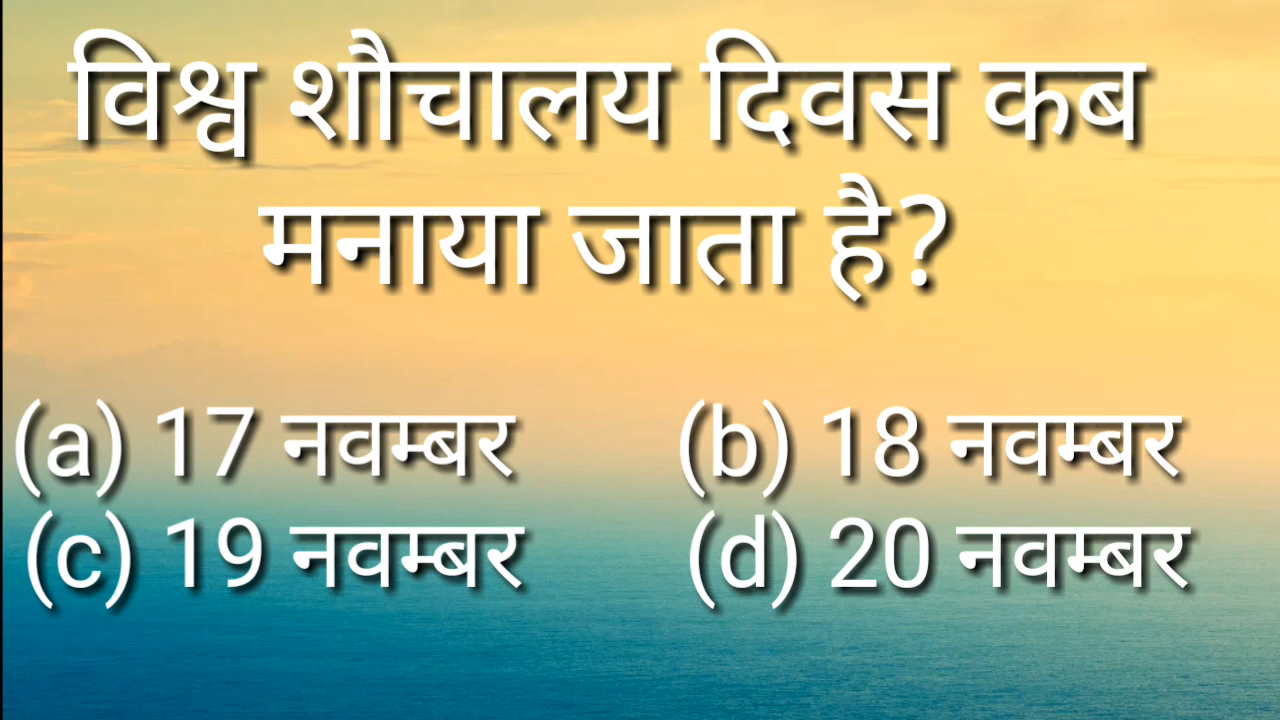 विश्व शौचालय दिवस कब
मनाया जाता है?
(a) 17 नवम्बर (b) 18 नवम्बर
(c) 19 नवम्बर (d) 20 नवम्बर